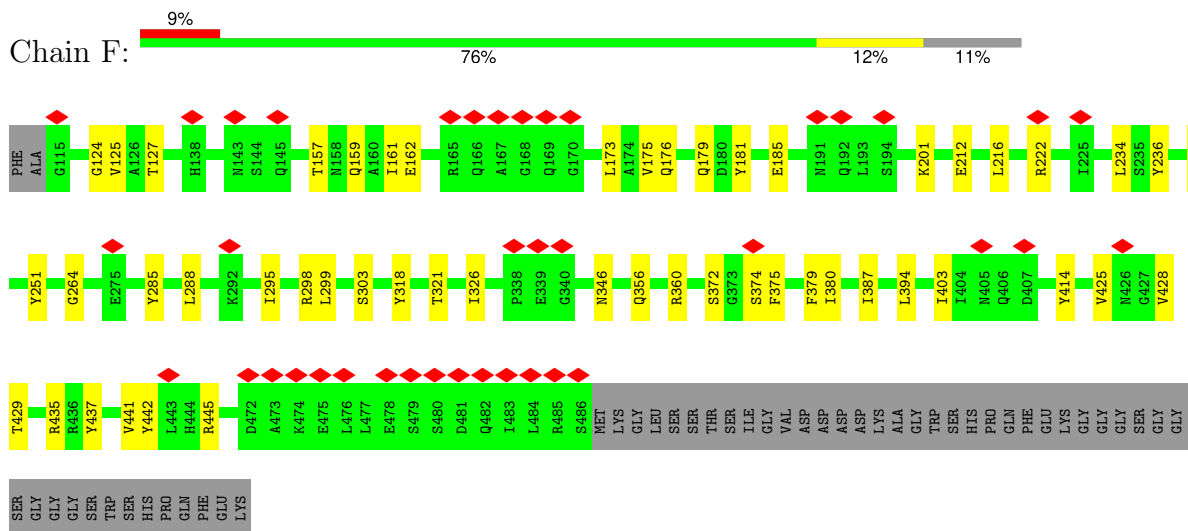 9%
Chain F:
76% 12% 11%
PHE ALA G115 G124 V125 A126 T127 H138 N143 S144 Q145 T157 N158 Q159 A160 I161 E162 R165 Q166 A167 G168 Q169 G170 L173 A174 V175 Q176 Q179 D180 Y181 E185 N191 Q192 L193 S194 K201 E212 L216 R222 I225 L234 S235 Y236
Y251 G264 E275 Y285 L288 K292 I295 R298 L299 S303 Y318 T321 I326 P338 E339 G340 N346 Q356 R360 S372 G373 S374 F375 F379 I380 I387 L394 I403 I404 N405 Q406 D407 Y414 V425 N426 G427 V428
T429 R435 R436 Y437 V441 Y442 L443 H444 R445 D472 A473 K474 E475 L476 L477 E478 S479 S480 D481 Q482 I483 L484 R485 S486 MET LYS GLY LEU SER SER THR SER ILE GLY VAL ASP ASP ASP ASP LYS ALA GLY TRP SER HIS PRO GLN PHE GLU LYS GLY GLY GLY SER GLY GLY
SER GLY GLY GLY SER TRP SER HIS PRO GLN PHE GLU LYS